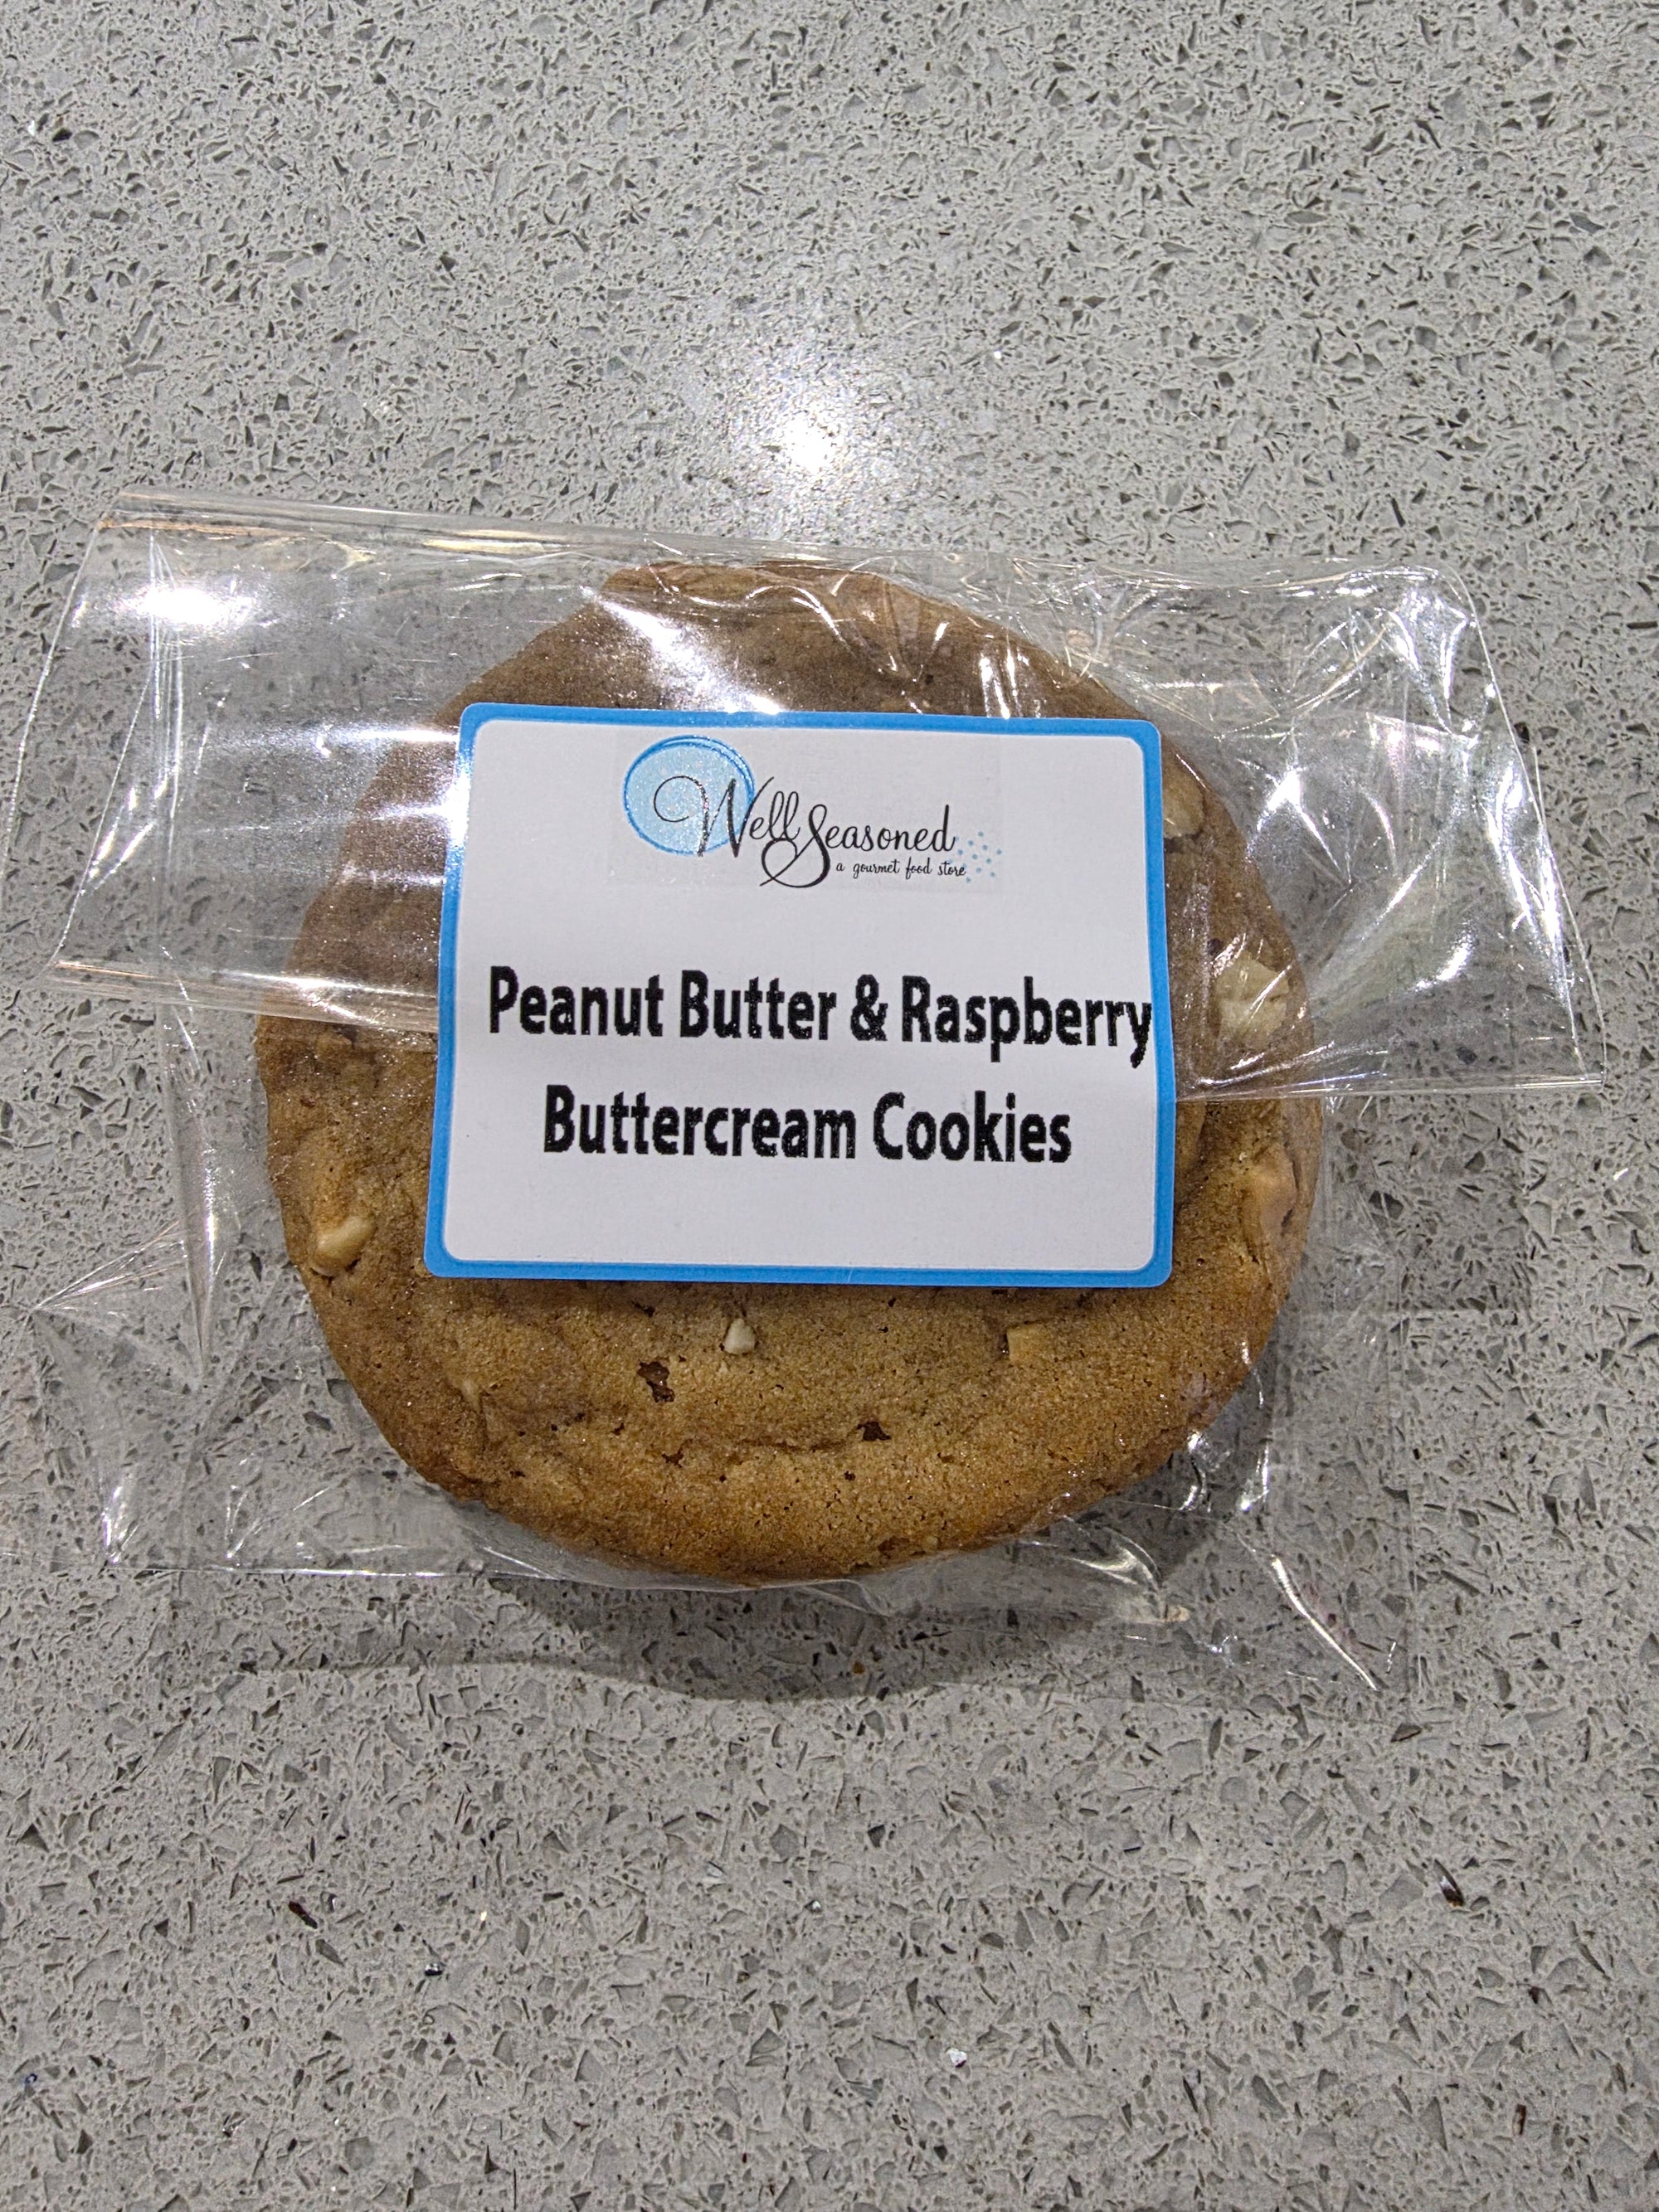 Well Seasoned
a gourmet food store
Peanut Butter & Raspberry
Buttercream Cookies